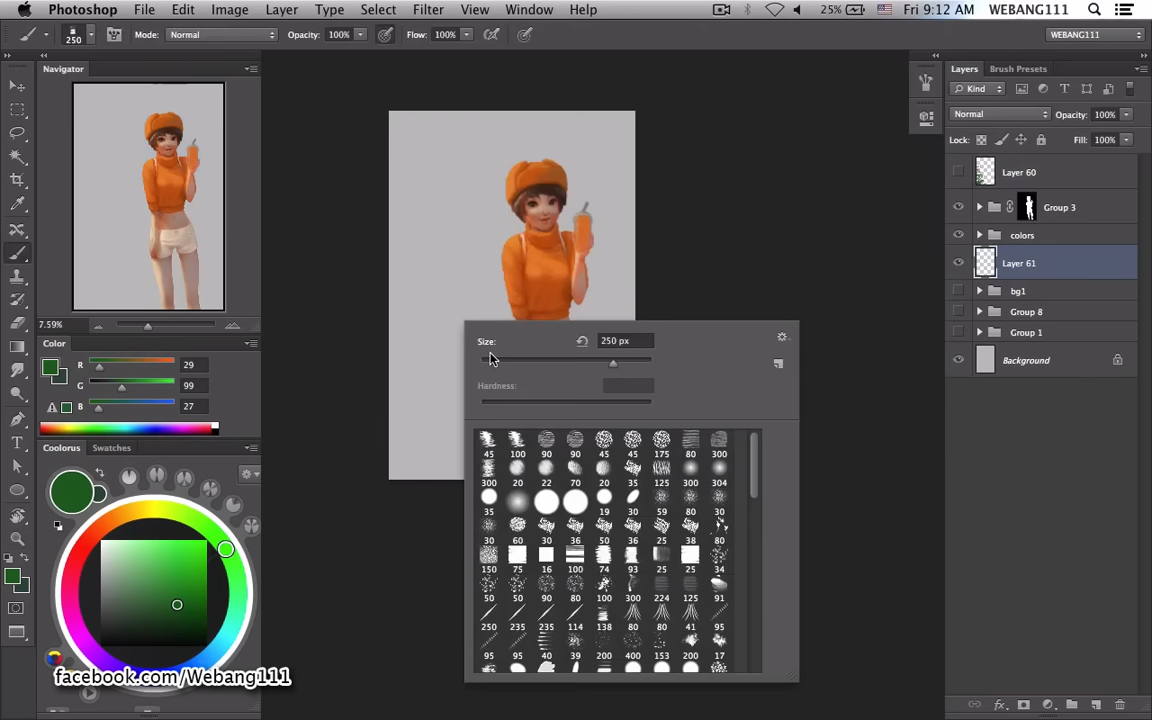 Photoshop File Edit Image Layer Type Select Filter View Window Help 25% Fri 9:12 AM WEBANG111
250 Mode: Normal Opacity: 100% Flow: 100% WEBANG111
Navigator
7.59%
Color
R 29
G 99
B 27
Coolorus Swatches
facebook.com/Webang111
Size: 250 px
Hardness:
45 100 90 90 45 45 175 80 300
300 20 22 70 20 35 125 300 304
35 19 30 59 80 30
30 60 30 36 50 36 25 38 80
150 75 16 100 74 93 25 25 34
50 50 90 80 100 300 224 125 91
250 235 235 114 138 80 80 41 95
95 95 40 39 200 400 153 200 17
Layers Brush Presets
Kind
Normal Opacity: 100%
Lock: Fill: 100%
Layer 60
Group 3
colors
Layer 61
bg1
Group 8
Group 1
Background
fx